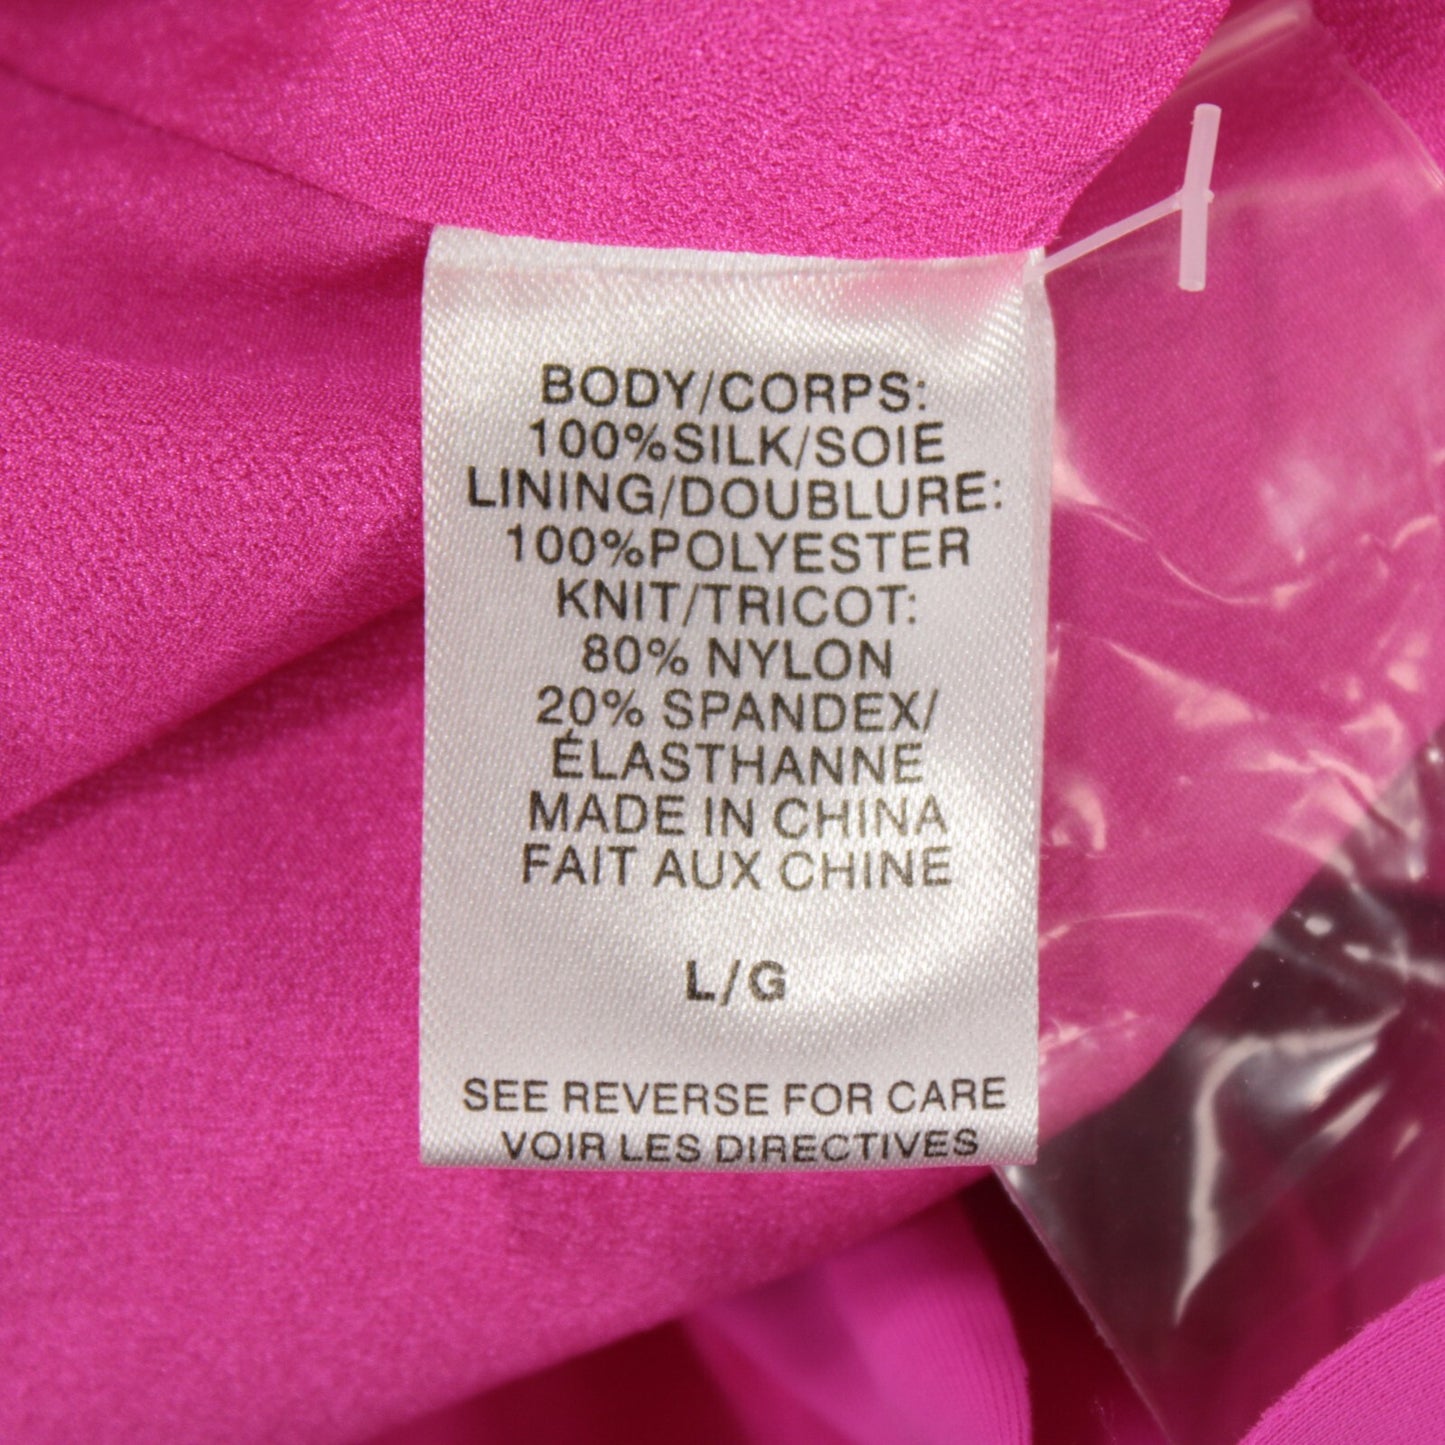 BODY/CORPS:
100%SILK/SOIE
LINING/DOUBLURE:
100%POLYESTER
KNIT/TRICOT:
80% NYLON
20% SPANDEX/
ÉLASTHANNE
MADE IN CHINA
FAIT AUX CHINE
L/G
SEE REVERSE FOR CARE
VOIR LES DIRECTIVES